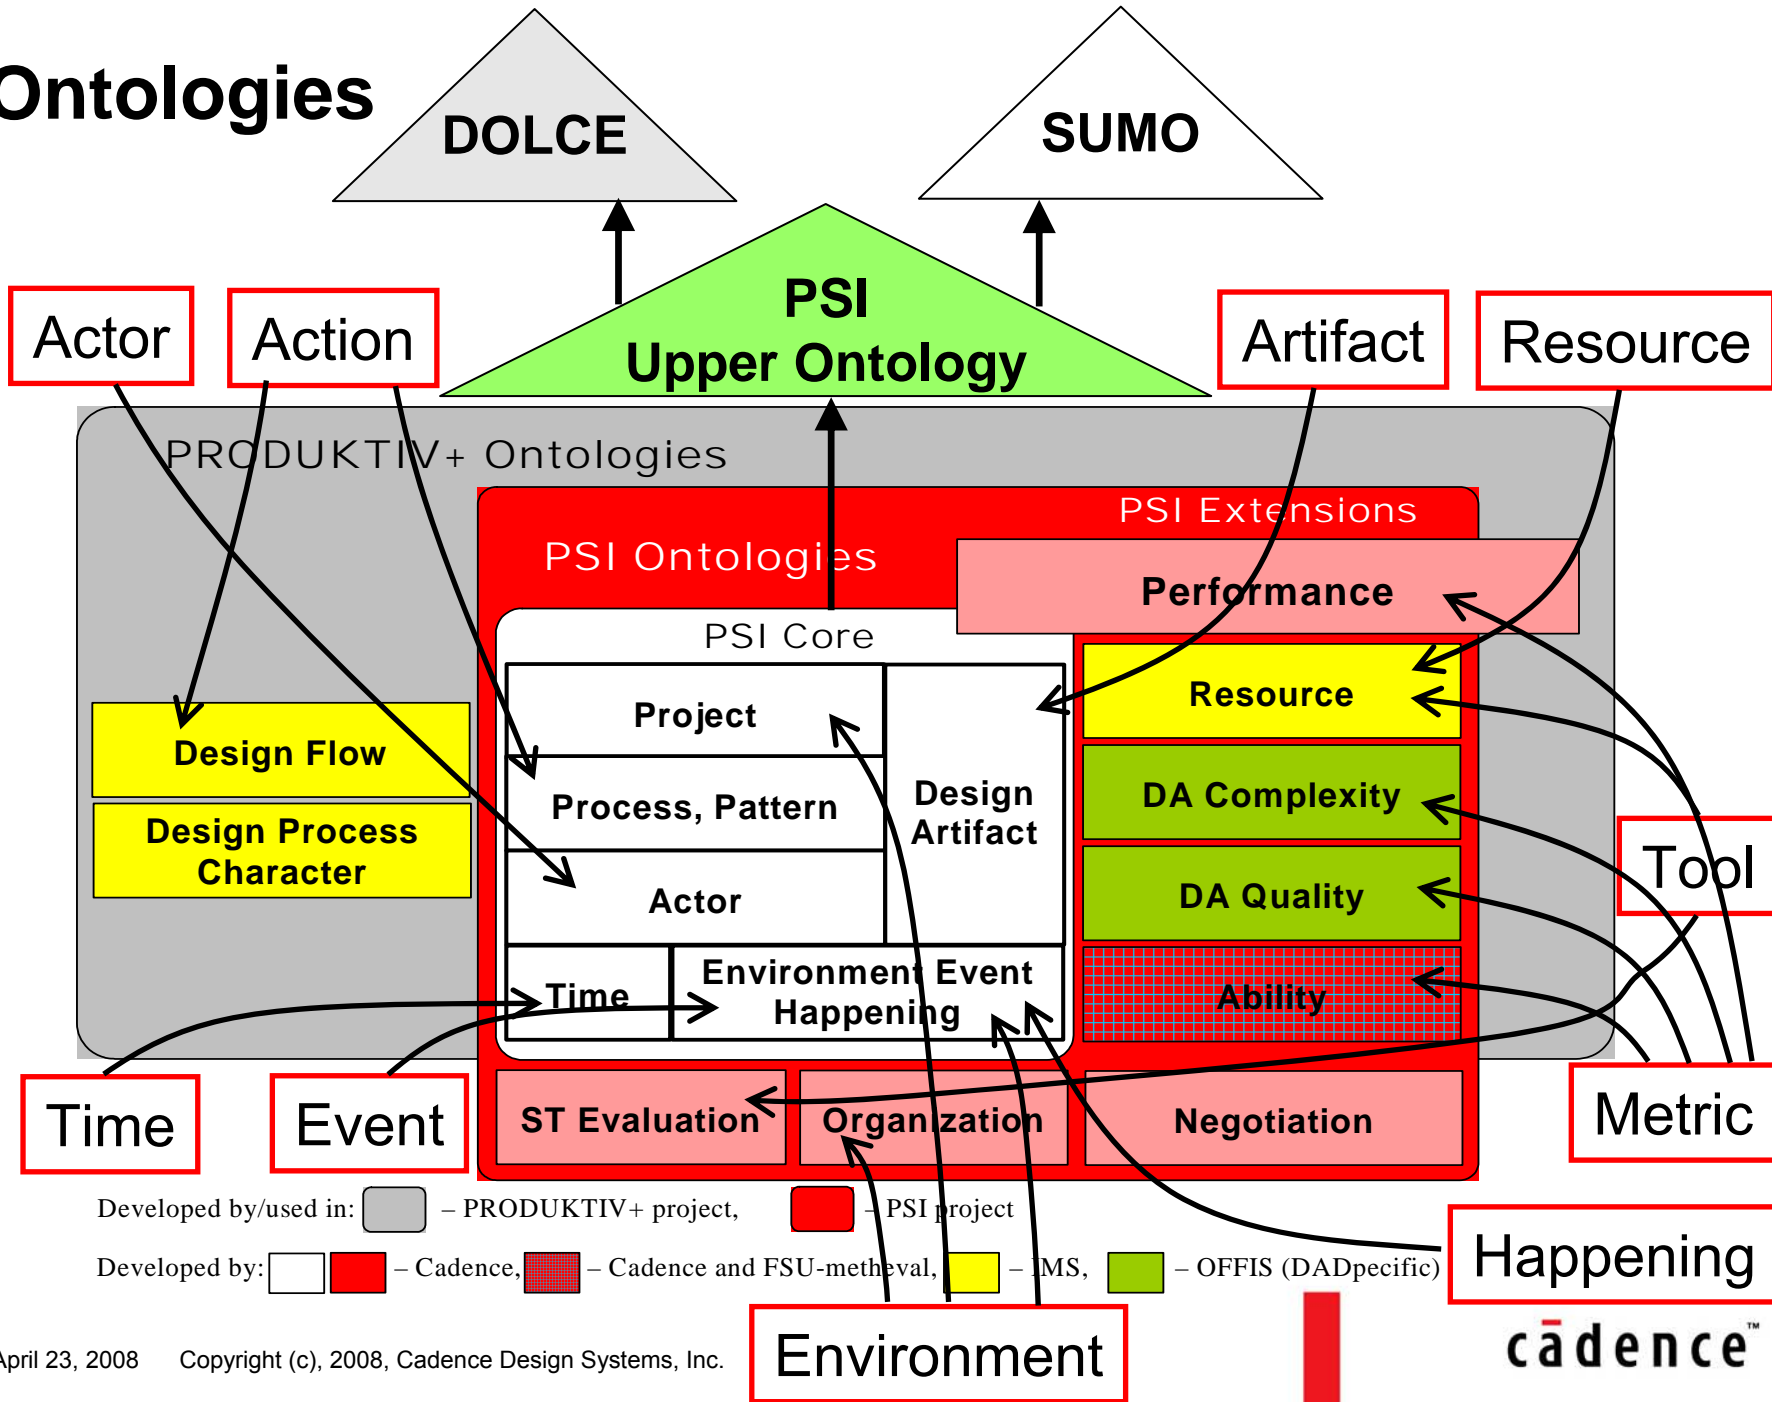 Ontologies
DOLCE
SUMO
PSI
Upper Ontology
Actor
Action
Artifact
Resource
PRODUKTIV+ Ontologies
PSI Extensions
PSI Ontologies
Performance
PSI Core
Project
Resource
Design Flow
Process, Pattern
Design
Artifact
DA Complexity
Design Process
Character
Tool
Actor
DA Quality
Time
Environment Event
Happening
Ability
Time
Event
ST Evaluation
Organization
Negotiation
Metric
Developed by/used in:
– PRODUKTIV+ project,
– PSI project
Developed by:
– Cadence,
– Cadence and FSU-metheval,
– IMS,
– OFFIS (DADpecific)
Happening
Environment
April 23, 2008
Copyright (c), 2008, Cadence Design Systems, Inc.
cādence™